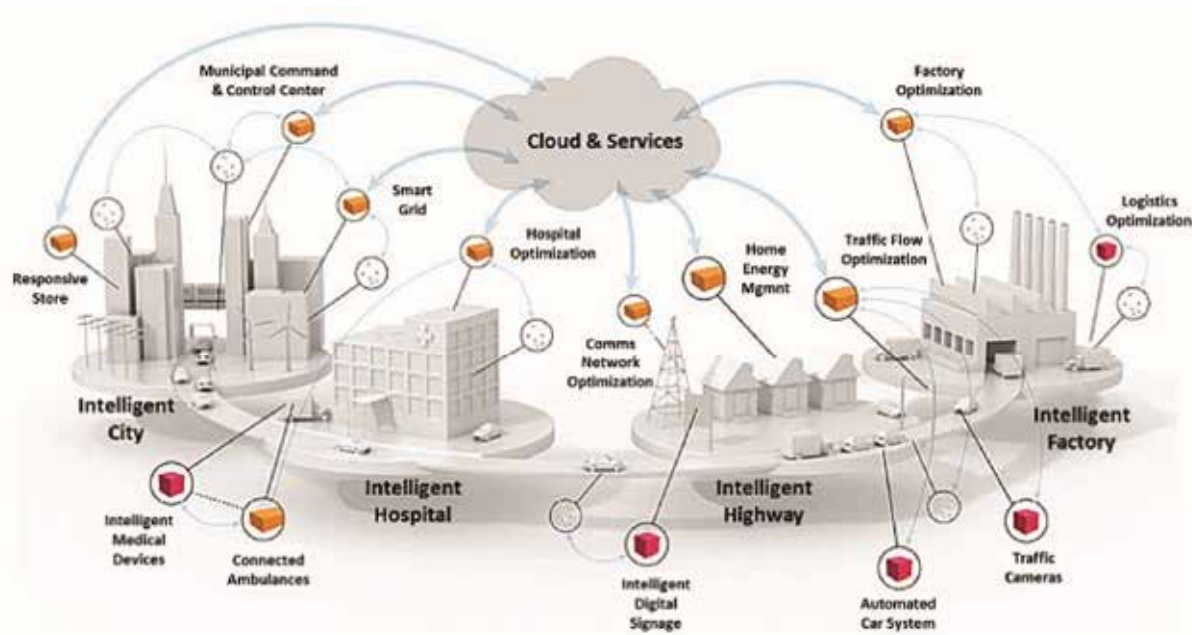 Municipal Command
& Control Center
Factory
Optimization
Cloud & Services
Smart
Grid
Logistics
Optimization
Hospital
Optimization
Home
Energy
Mgmnt
Traffic Flow
Optimization
Responsive
Store
Comms
Network
Optimization
Intelligent
City
Intelligent
Factory
Intelligent
Hospital
Intelligent
Highway
Intelligent
Medical
Devices
Connected
Ambulances
Intelligent
Digital
Signage
Automated
Car System
Traffic
Cameras